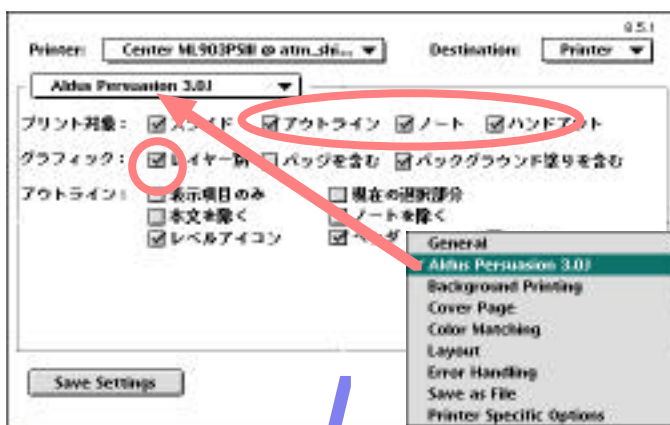 8.5.1
Printer: Center ML903PSIII @ atm_shi... Destination: Printer
Aldus Persuasion 3.0J
プリント対象： スライド アウトライン ノート ハンドアウト
グラフィック： レイヤー別 バッジを含む バックグラウンド塗りを含む
アウトライン： 表示項目のみ 現在の選択部分
本文を除く ノートを除く
レベルアイコン
General
Aldus Persuasion 3.0J
Background Printing
Cover Page
Color Matching
Layout
Error Handling
Save as File
Printer Specific Options
Save Settings